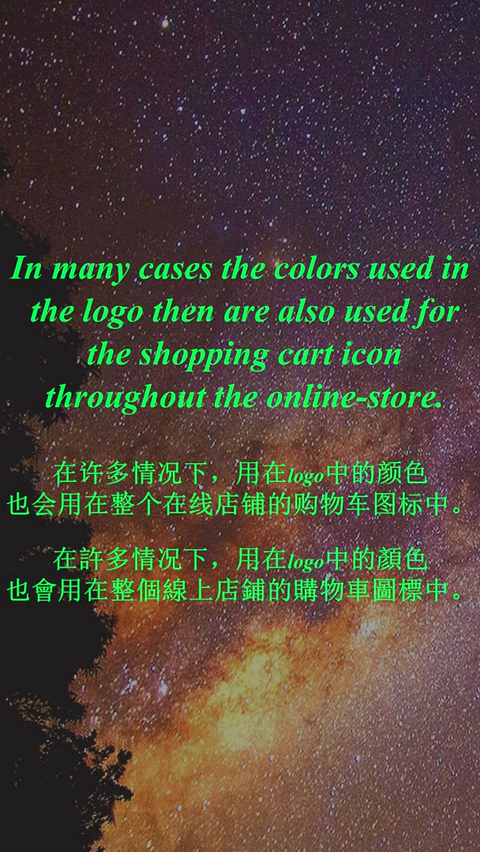 In many cases the colors used in
the logo then are also used for
the shopping cart icon
throughout the online-store.
在许多情况下，用在logo中的颜色
也会用在整个在线店铺的购物车图标中。
在許多情況下，用在logo中的顏色
也會用在整個線上店鋪的購物車圖標中。